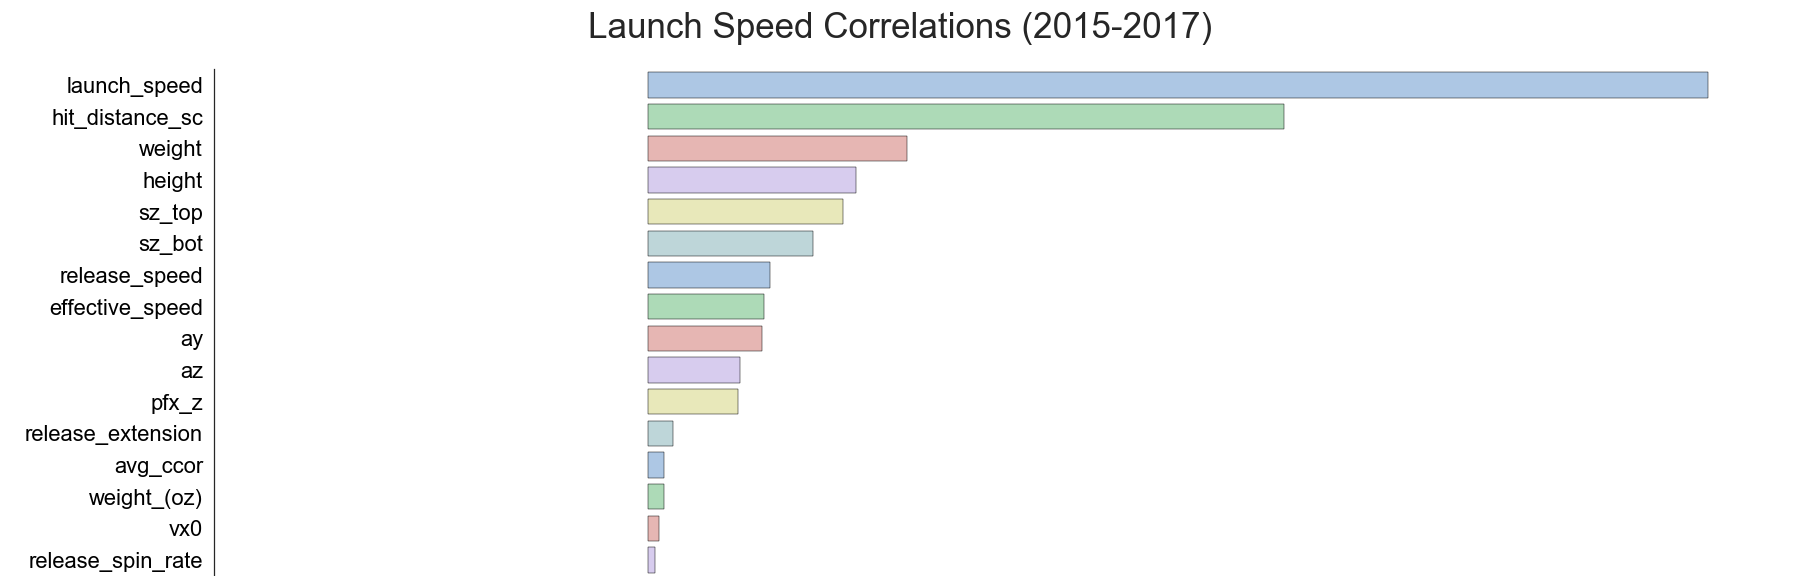 Launch Speed Correlations (2015-2017)
launch_speed
hit_distance_sc
weight
height
sz_top
sz_bot
release_speed
effective_speed
ay
az
pfx_z
release_extension
avg_ccor
weight_(oz)
vx0
release_spin_rate